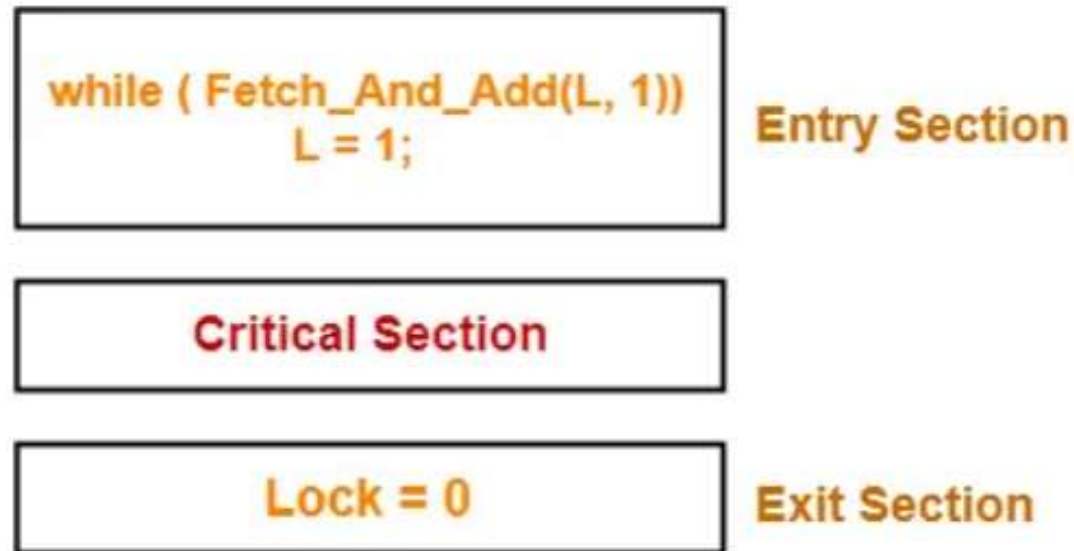 while ( Fetch_And_Add(L, 1))
L = 1;
Entry Section
Critical Section
Lock = 0
Exit Section